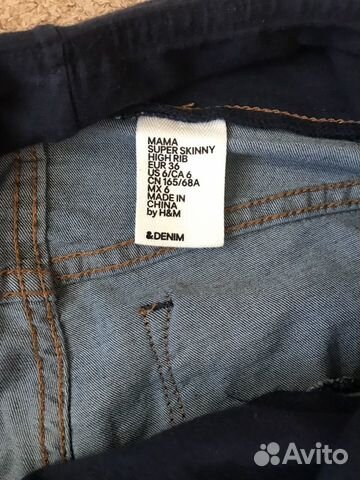 MAMA
SUPER SKINNY
HIGH RIB
EUR 36
US 6/CA 6
CN 165/68A
MX 6
MADE IN
CHINA
by H&M
&DENIM
Avito